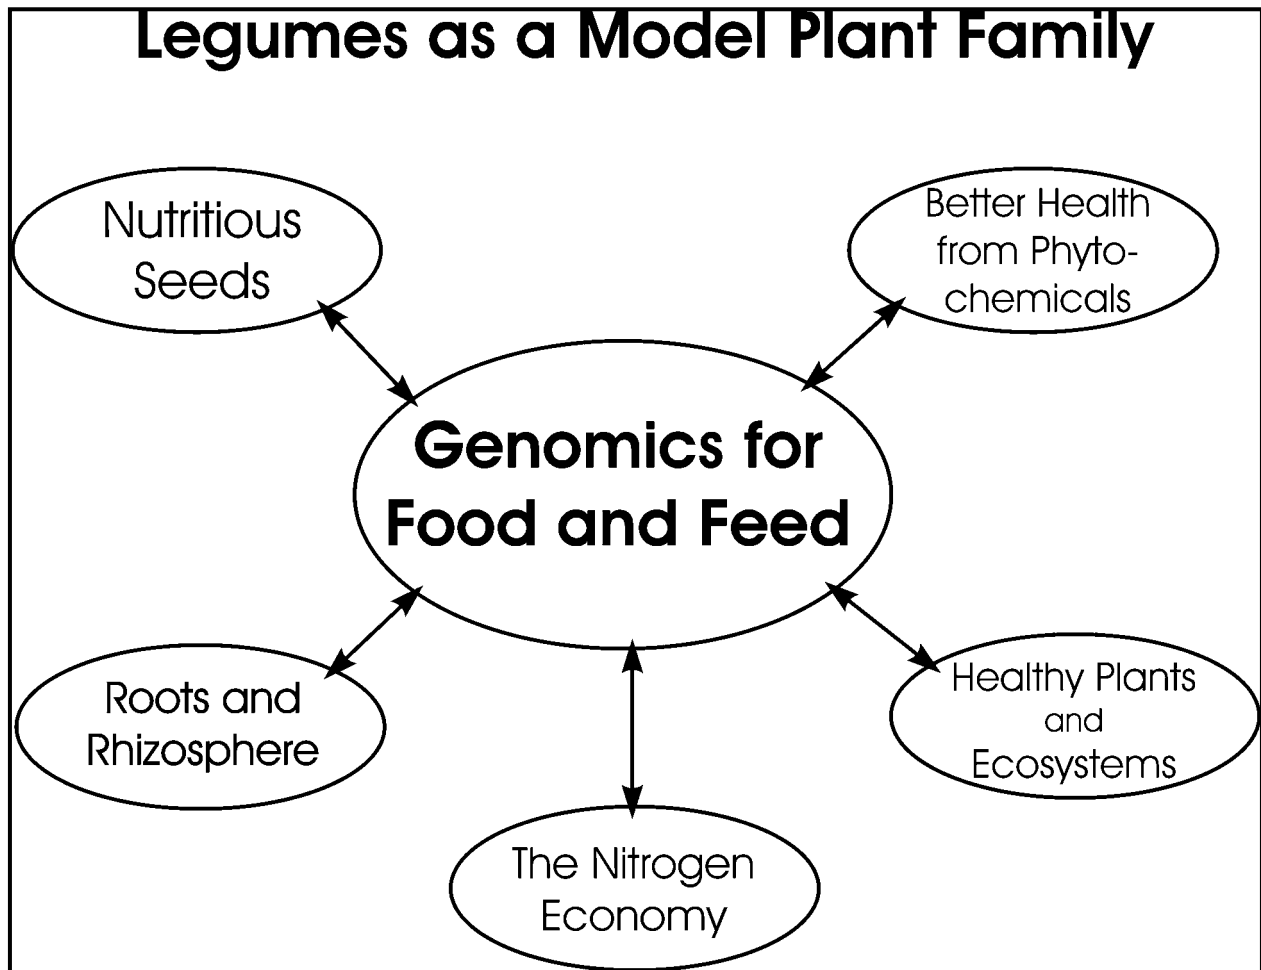 Legumes as a Model Plant Family
Nutritious
Seeds
Better Health
from Phyto-
chemicals
Genomics for
Food and Feed
Roots and
Rhizosphere
Healthy Plants
and
Ecosystems
The Nitrogen
Economy